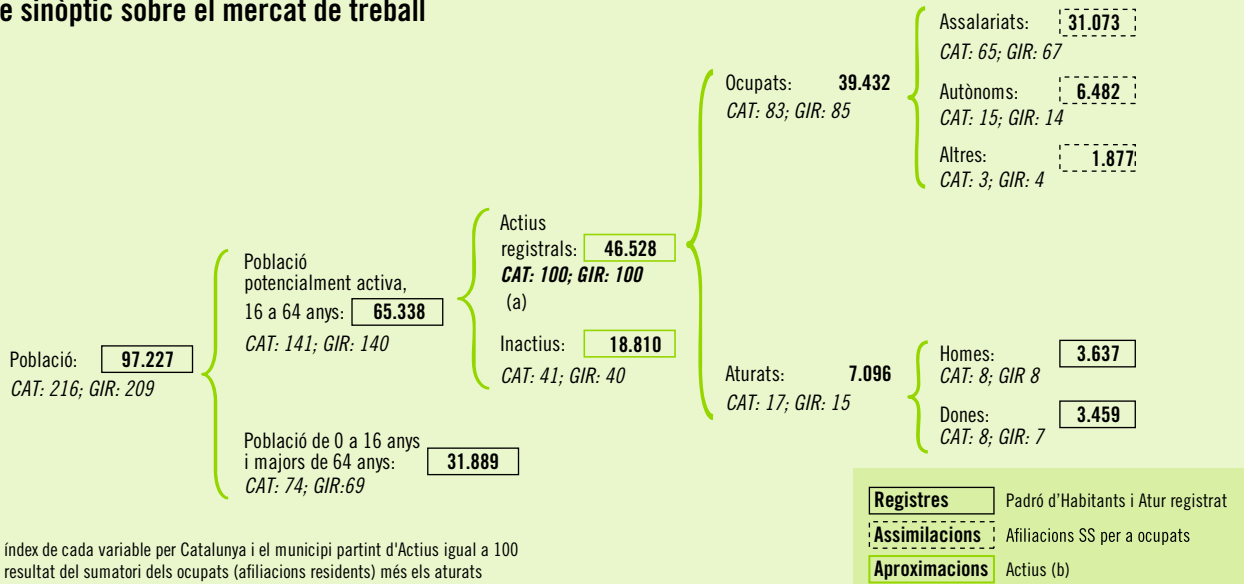 e sinòptic sobre el mercat de treball
Població: 97.227
CAT: 216; GIR: 209
Població
potencialment activa,
16 a 64 anys: 65.338
CAT: 141; GIR: 140
Població de 0 a 16 anys
i majors de 64 anys: 31.889
CAT: 74; GIR:69
Actius
registrals: 46.528
CAT: 100; GIR: 100
(a)
Inactius: 18.810
CAT: 41; GIR: 40
Ocupats: 39.432
CAT: 83; GIR: 85
Aturats: 7.096
CAT: 17; GIR: 15
Assalariats: 31.073
CAT: 65; GIR: 67
Autònoms: 6.482
CAT: 15; GIR: 14
Altres: 1.877
CAT: 3; GIR: 4
Homes: 3.637
CAT: 8; GIR 8
Dones: 3.459
CAT: 8; GIR: 7
Registres Padró d'Habitants i Atur registrat
Assimilacions Afiliacions SS per a ocupats
Aproximacions Actius (b)
índex de cada variable per Catalunya i el municipi partint d'Actius igual a 100
resultat del sumatori dels ocupats (afiliacions residents) més els aturats